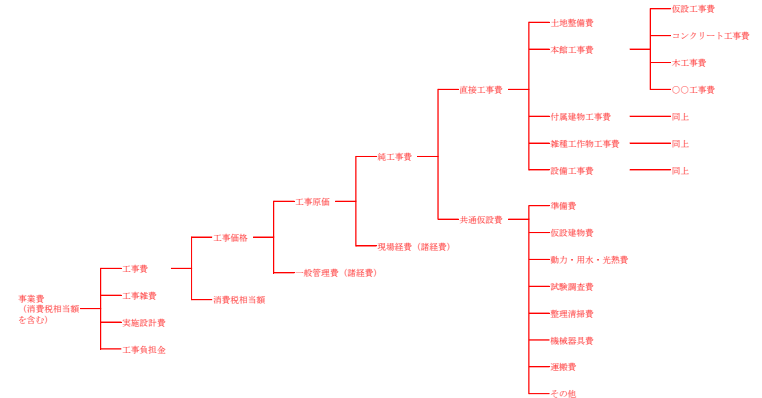 仮設工事費
土地整備費
コンクリート工事費
本館工事費
木工事費
直接工事費
〇〇工事費
付属建物工事費
同上
雑種工作物工事費
同上
純工事費
設備工事費
同上
工事原価
準備費
共通仮設費
仮設建物費
工事価格
現場経費(諸経費)
動力・用水・光熱費
工事費
一般管理費(諸経費)
試験調査費
工事雑費
消費税相当額
事業費
(消費税相当額
を含む)
整理清掃費
実施設計費
機械器具費
工事負担金
運搬費
その他